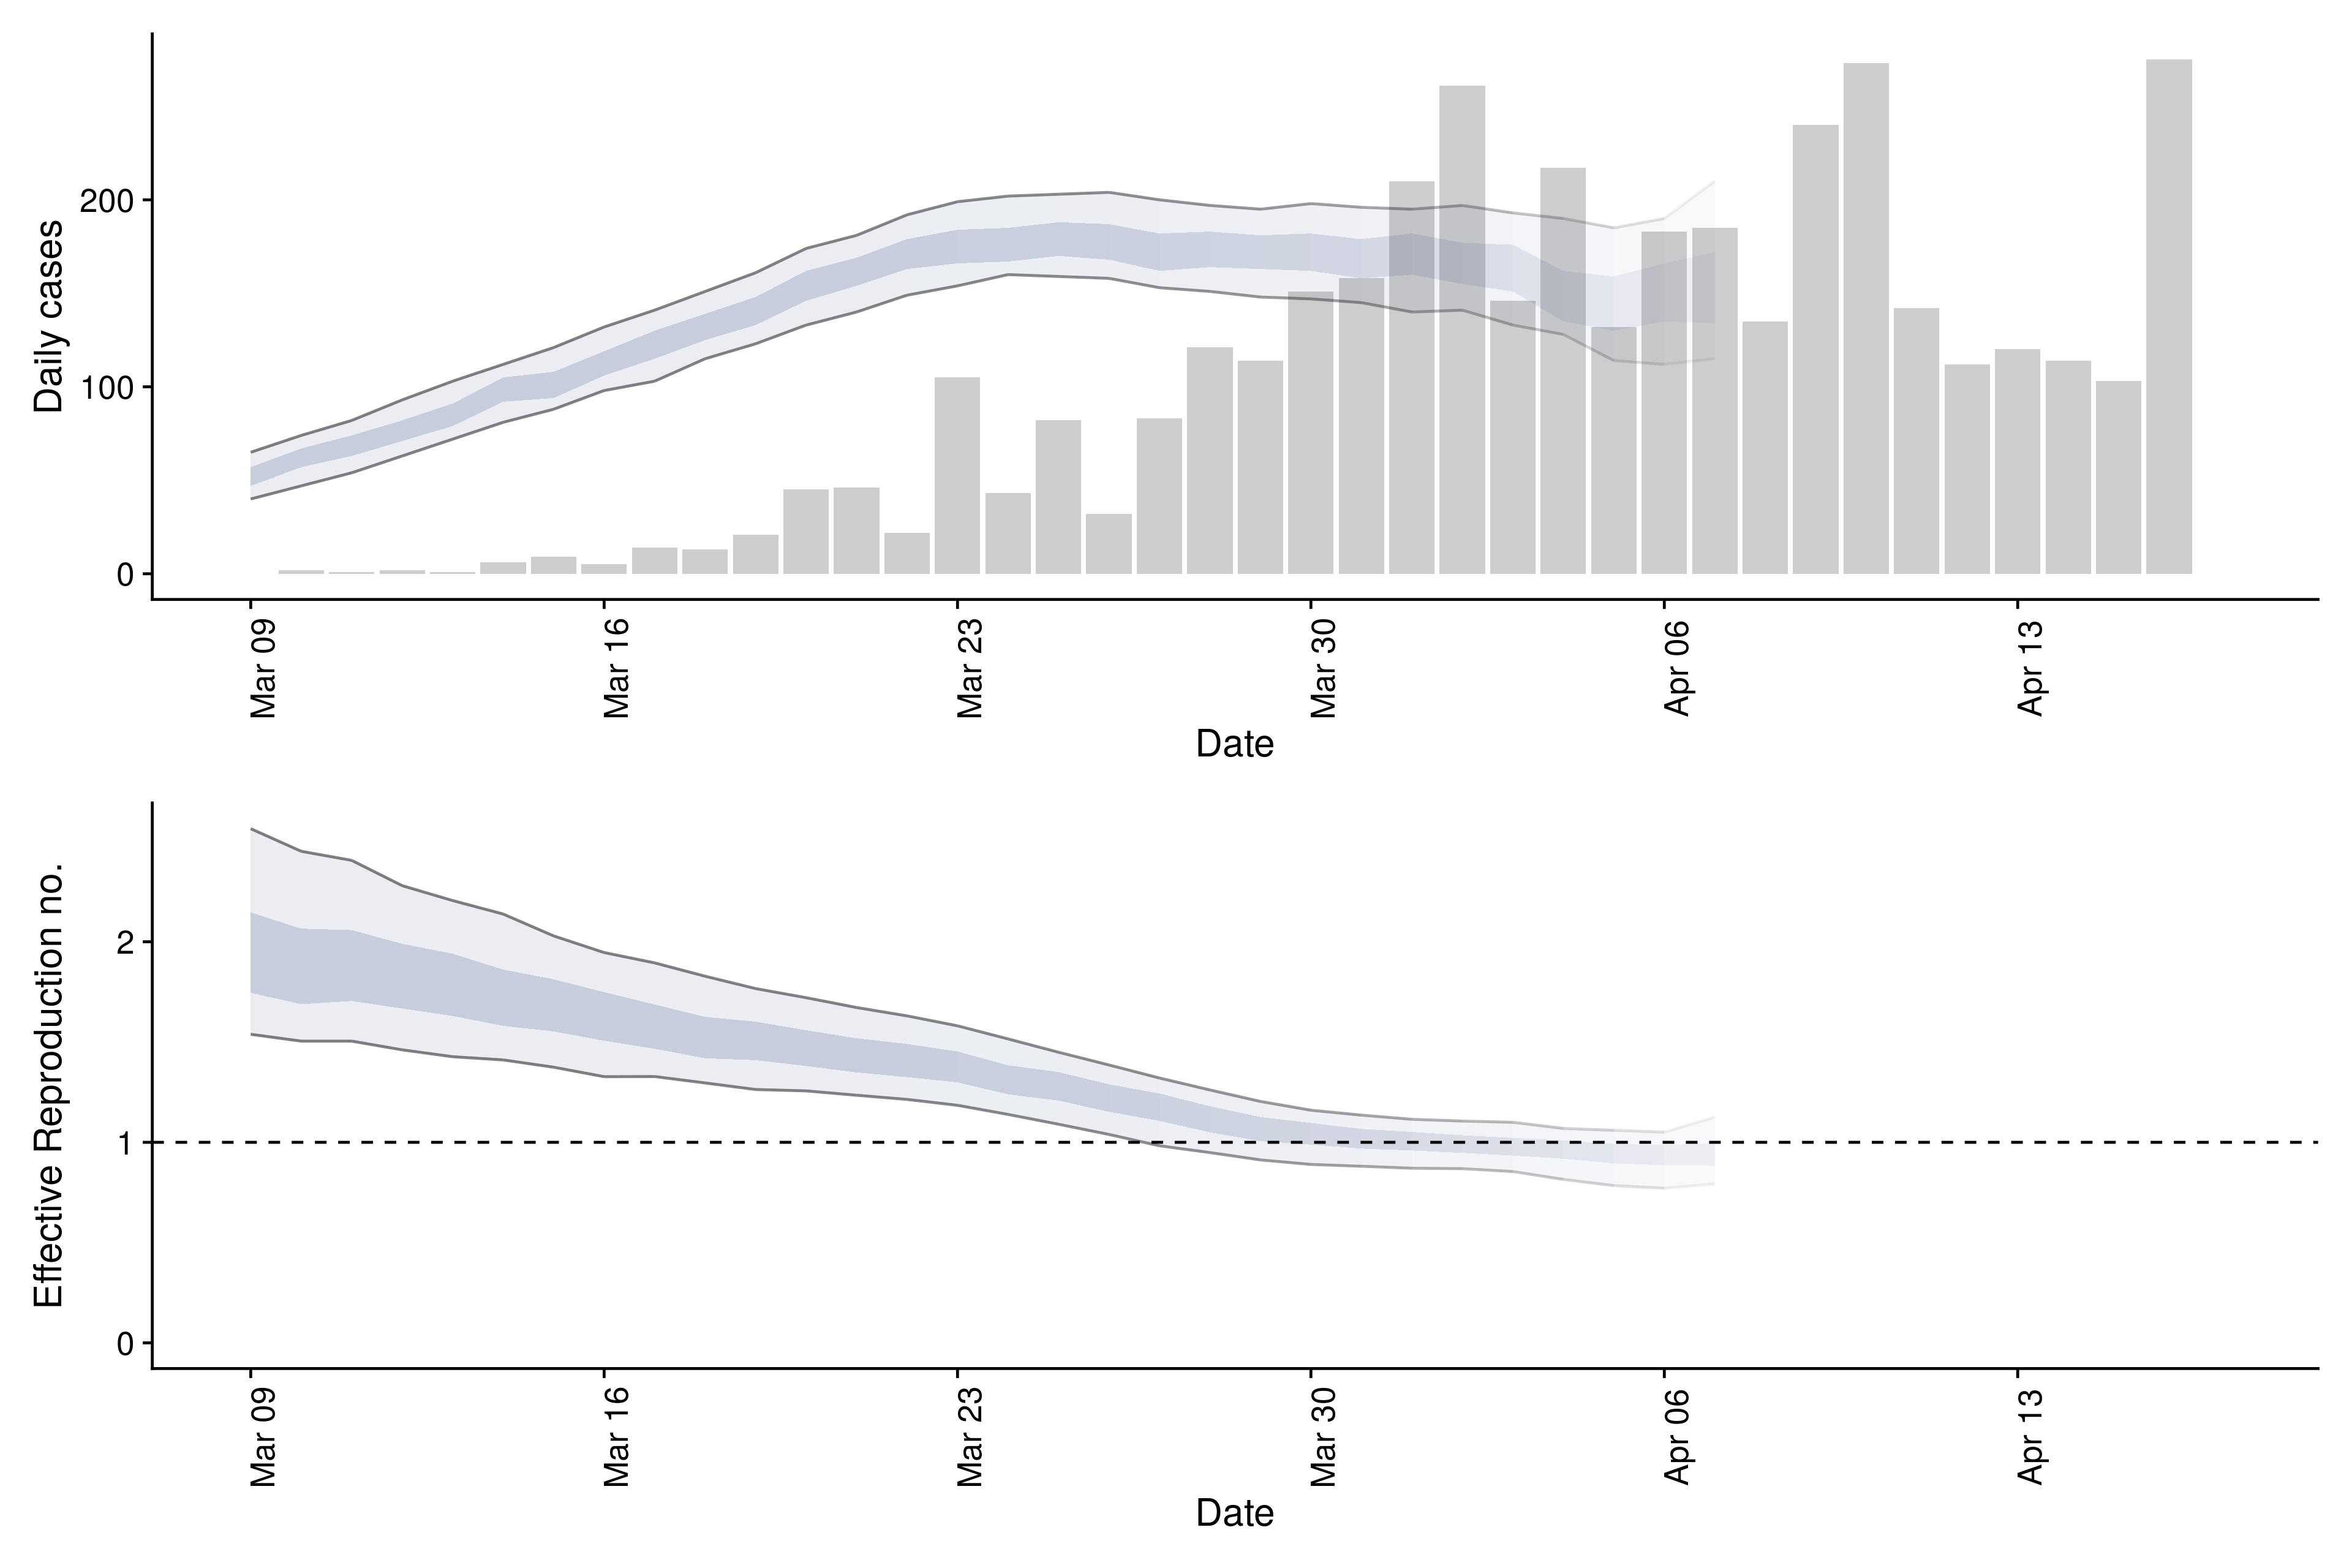 Daily cases
200
100
0
Mar 09
Mar 16
Mar 23
Mar 30
Apr 06
Apr 13
Date
Effective Reproduction no.
2
1
0
Mar 09
Mar 16
Mar 23
Mar 30
Apr 06
Apr 13
Date